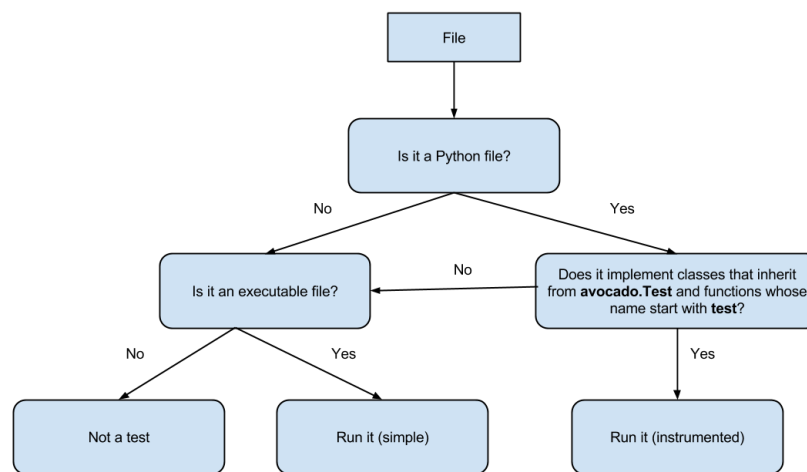 File
Is it a Python file?
No
Yes
Is it an executable file?
No
Does it implement classes that inherit
from avocado.Test and functions whose
name start with test?
No
Yes
Yes
Not a test
Run it (simple)
Run it (instrumented)